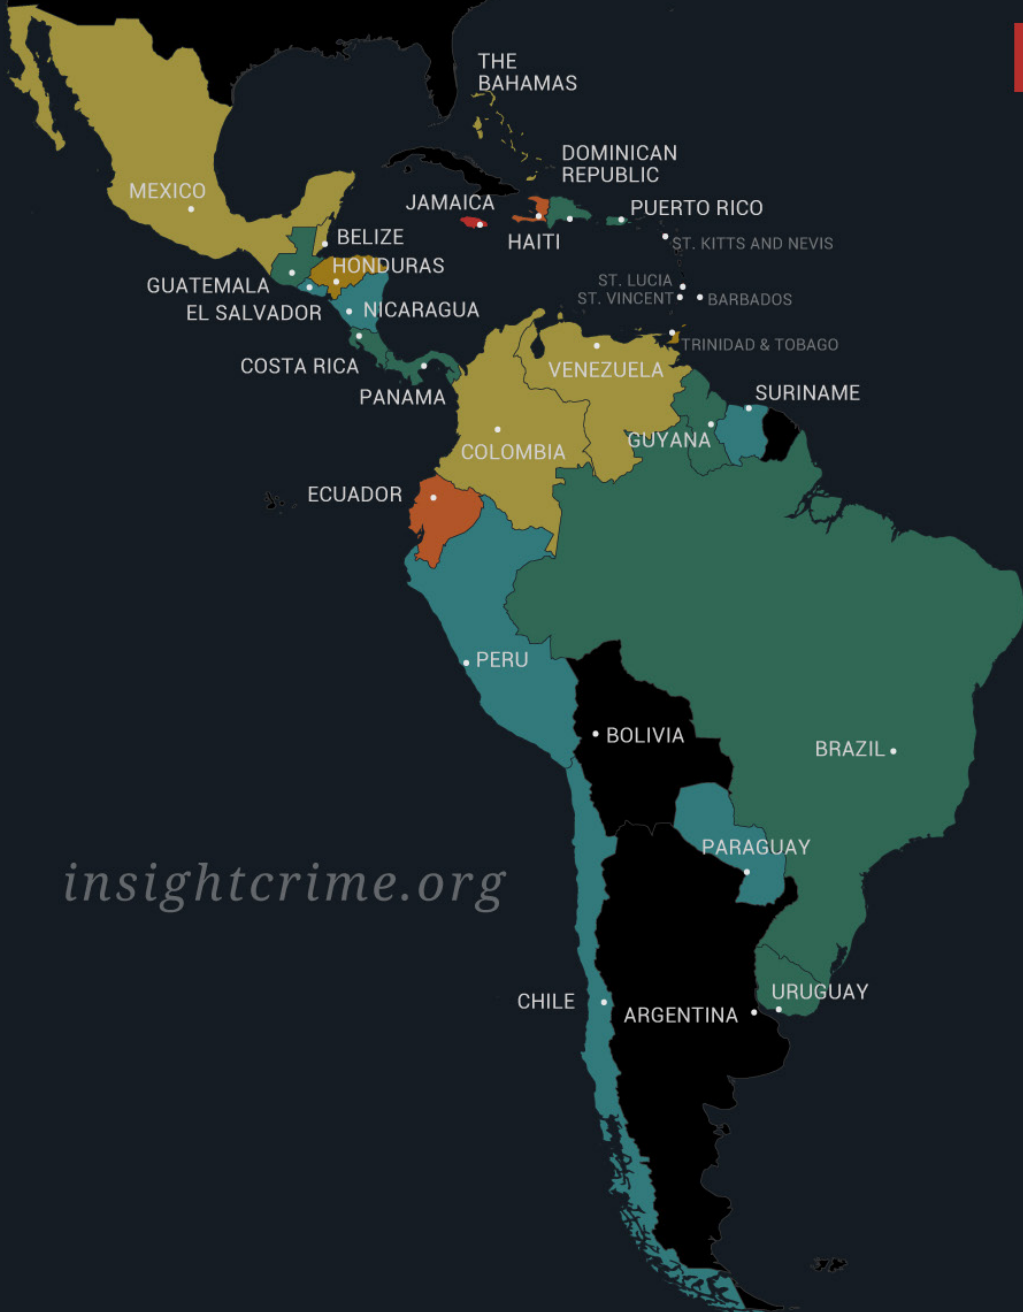 THE
BAHAMAS
DOMINICAN
REPUBLIC
MEXICO
JAMAICA
PUERTO RICO
BELIZE
HAITI
ST. KITTS AND NEVIS
HONDURAS
GUATEMALA
ST. LUCIA
ST. VINCENT
BARBADOS
EL SALVADOR
NICARAGUA
TRINIDAD & TOBAGO
COSTA RICA
VENEZUELA
PANAMA
SURINAME
GUYANA
COLOMBIA
ECUADOR
PERU
BOLIVIA
BRAZIL
PARAGUAY
insightcrime.org
URUGUAY
CHILE
ARGENTINA